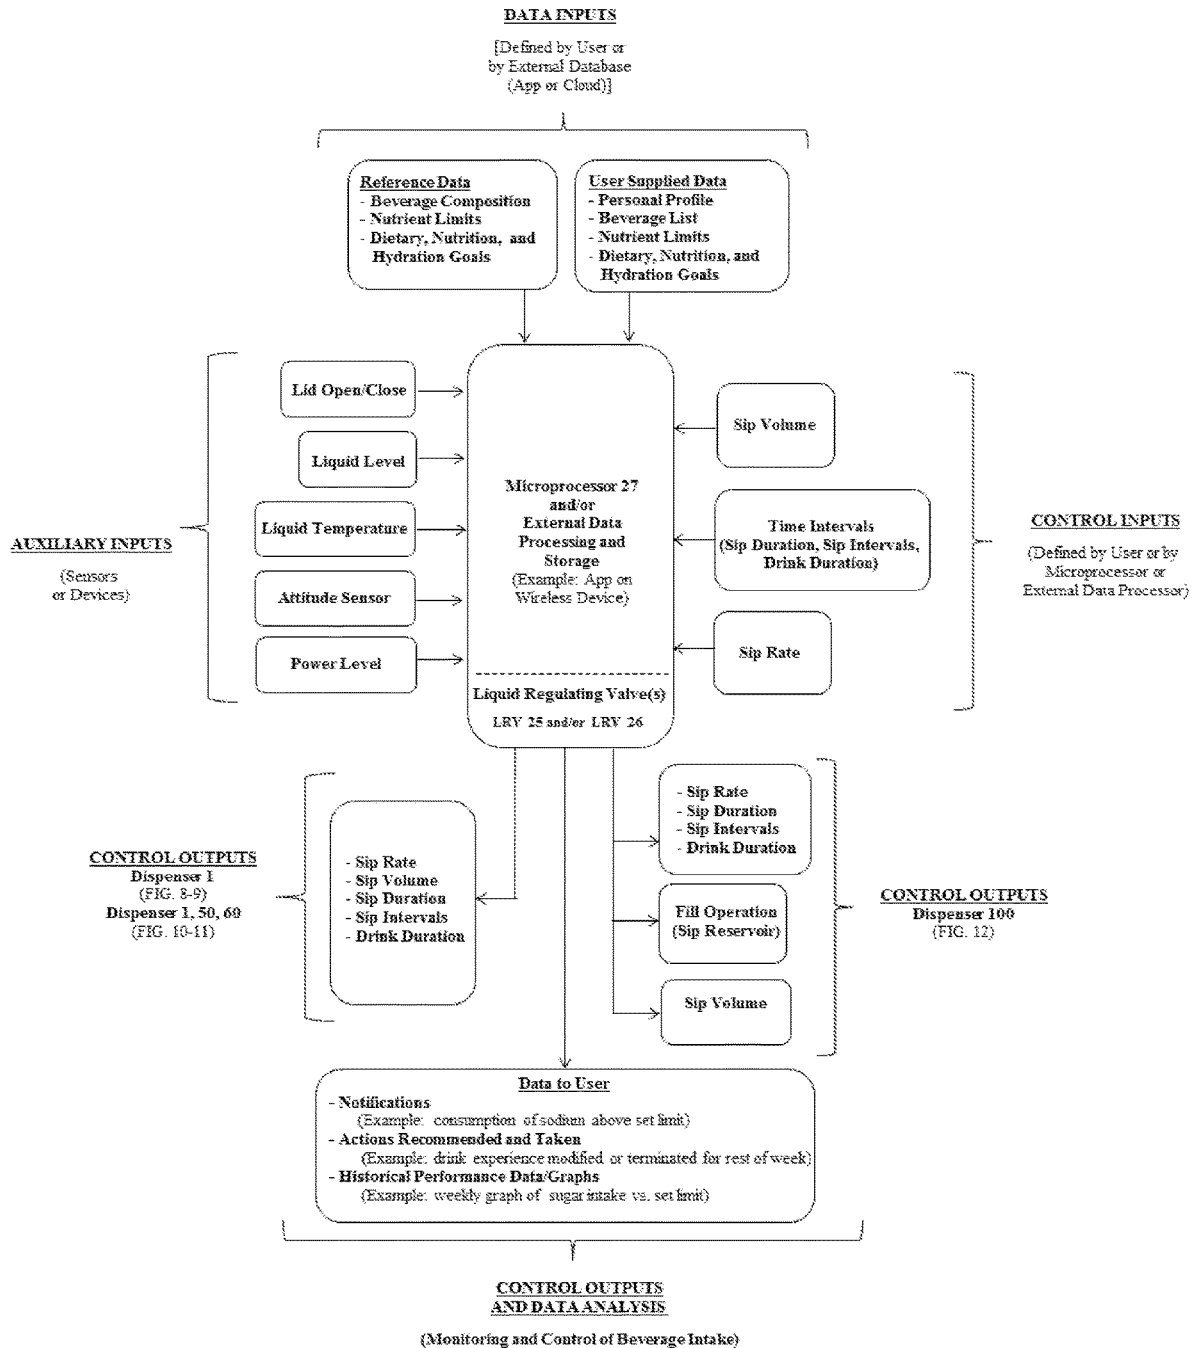 DATA INPUTS
[Defined by User or
by External Database
(App or Cloud)]
Reference Data
- Beverage Composition
- Nutrient Limits
- Dietary, Nutrition, and
Hydration Goals
User Supplied Data
- Personal Profile
- Beverage List
- Nutrient Limits
- Dietary, Nutrition, and
Hydration Goals
AUXILIARY INPUTS
(Sensors
or Devices)
Lid Open/Close
Liquid Level
Liquid Temperature
Attitude Sensor
Power Level
Microprocessor 27
and/or
External Data
Processing and
Storage
(Example: App on
Wireless Device)
Liquid Regulating Valve(s)
LRV 25 and/or LRV 26
Sip Volume
Time Intervals
(Sip Duration, Sip Intervals,
Drink Duration)
Sip Rate
CONTROL INPUTS
(Defined by User or by
Microprocessor or
External Data Processor)
CONTROL OUTPUTS
Dispenser 1
(FIG. 8-9)
Dispenser 1, 50, 60
(FIG. 10-11)
- Sip Rate
- Sip Volume
- Sip Duration
- Sip Intervals
- Drink Duration
- Sip Rate
- Sip Duration
- Sip Intervals
- Drink Duration
Fill Operation
(Sip Reservoir)
Sip Volume
CONTROL OUTPUTS
Dispenser 100
(FIG. 12)
Data to User
- Notifications
(Example: consumption of sodium above set limit)
- Actions Recommended and Taken
(Example: drink experience modified or terminated for rest of week)
- Historical Performance Data/Graphs
(Example: weekly graph of sugar intake vs. set limit)
CONTROL OUTPUTS
AND DATA ANALYSIS
(Monitoring and Control of Beverage Intake)